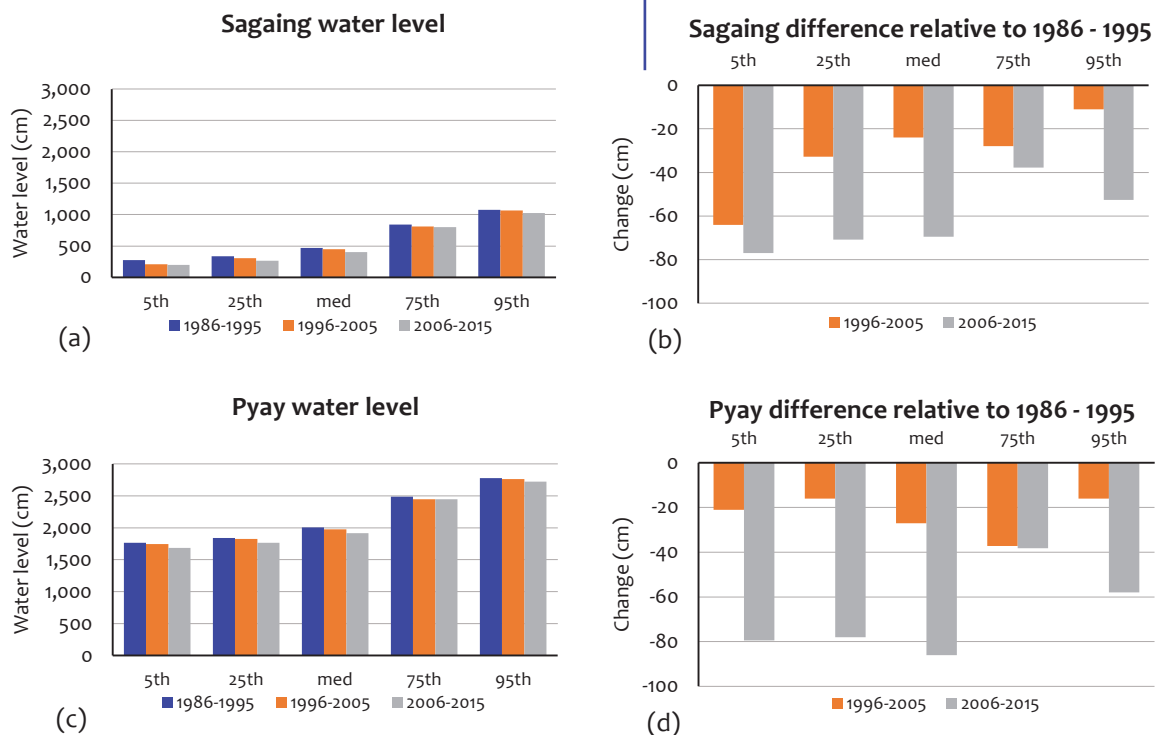 Sagaing water level
Water level (cm)
3,000
2,500
2,000
1,500
1,000
500
0
5th 25th med 75th 95th
1986-1995 1996-2005 2006-2015
(a)
Sagaing difference relative to 1986 - 1995
5th 25th med 75th 95th
Change (cm)
0
-20
-40
-60
-80
-100
1996-2005 2006-2015
(b)
Pyay water level
Water level (cm)
3,000
2,500
2,000
1,500
1,000
500
0
5th 25th med 75th 95th
1986-1995 1996-2005 2006-2015
(c)
Pyay difference relative to 1986 - 1995
5th 25th med 75th 95th
Change (cm)
0
-20
-40
-60
-80
-100
1996-2005 2006-2015
(d)